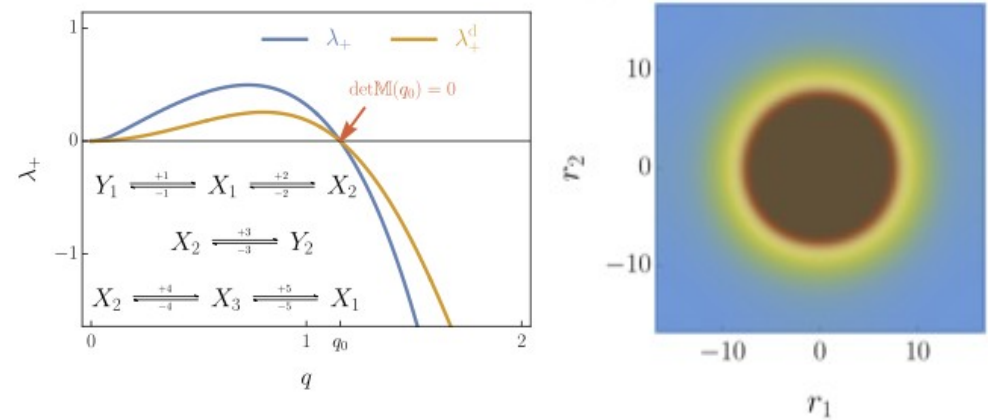 λ₊ λ₊ᵈ
det𝕄(q₀) = 0
1
0
−1
λ₊
Y₁ +1 −1 X₁ +2 −2 X₂
X₂ +3 −3 Y₂
X₂ +4 −4 X₃ +5 −5 X₁
0 1 q₀ 2
q
10
0
−10
r₂
−10 0 10
r₁